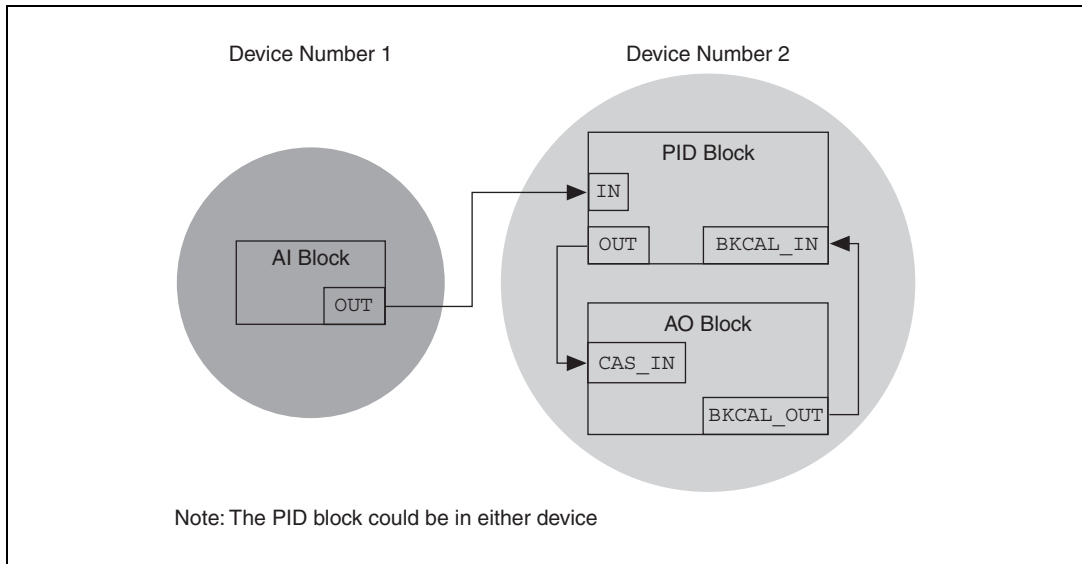 Device Number 1
Device Number 2
AI Block
OUT
PID Block
IN
OUT
BKCAL_IN
AO Block
CAS_IN
BKCAL_OUT
Note: The PID block could be in either device